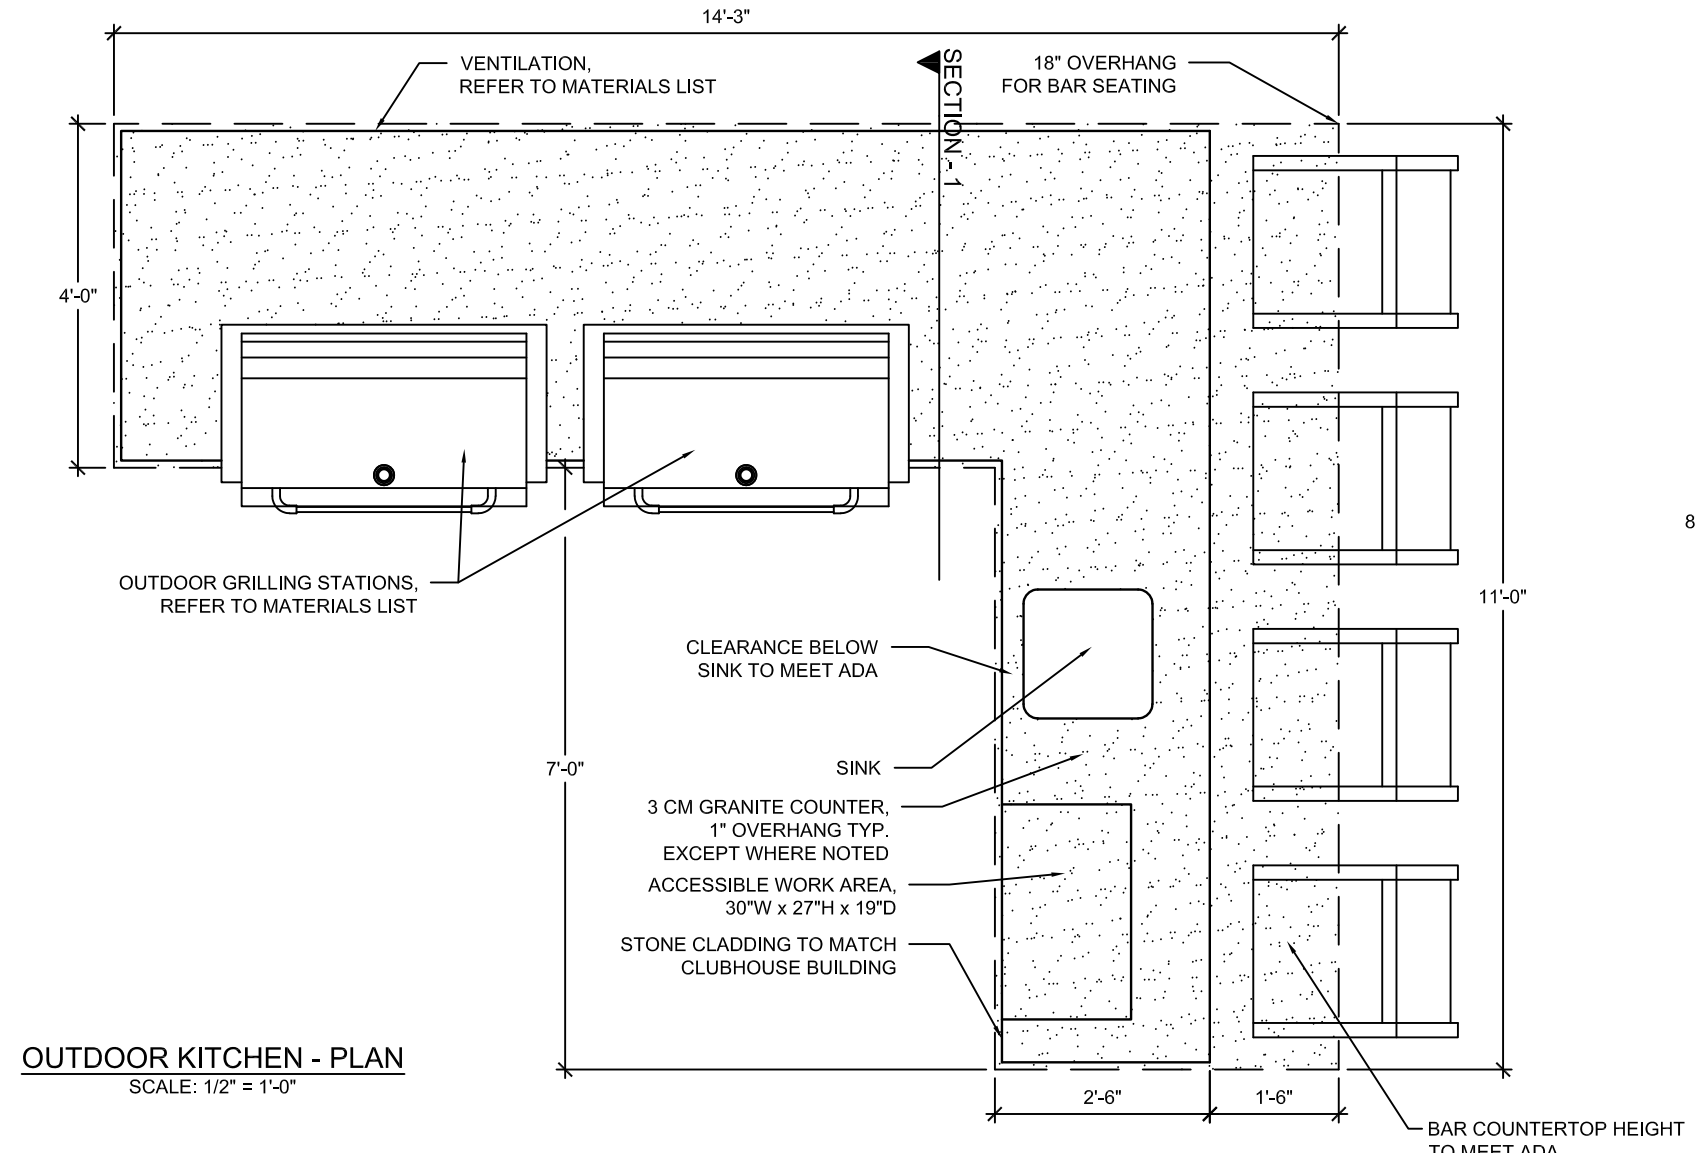 14'-3"
VENTILATION,
REFER TO MATERIALS LIST
SECTION - 1
18" OVERHANG
FOR BAR SEATING
4'-0"
8
11'-0"
OUTDOOR GRILLING STATIONS,
REFER TO MATERIALS LIST
CLEARANCE BELOW
SINK TO MEET ADA
7'-0"
SINK
3 CM GRANITE COUNTER,
1" OVERHANG TYP.
EXCEPT WHERE NOTED
ACCESSIBLE WORK AREA,
30"W x 27"H x 19"D
STONE CLADDING TO MATCH
CLUBHOUSE BUILDING
OUTDOOR KITCHEN - PLAN
SCALE: 1/2" = 1'-0"
2'-6"
1'-6"
BAR COUNTERTOP HEIGHT
TO MEET ADA